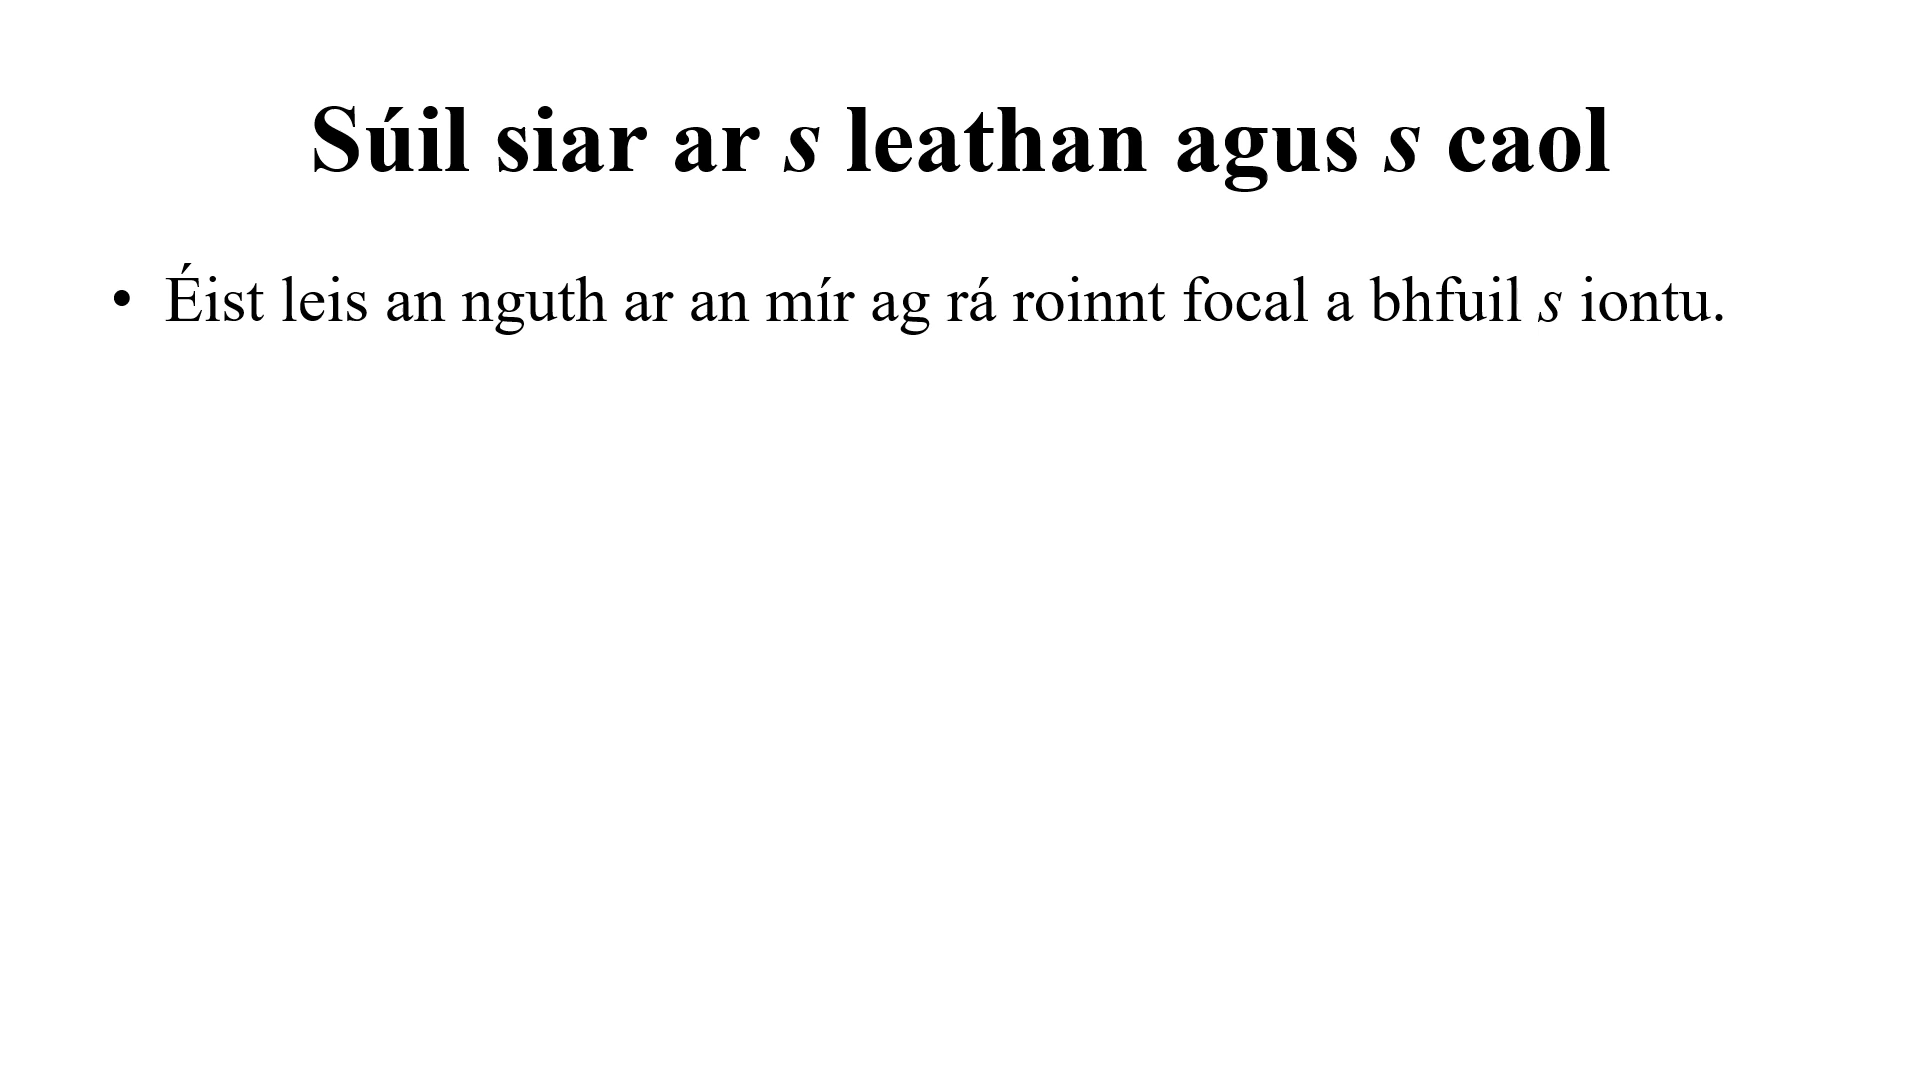 Súil siar ar s leathan agus s caol
• Éist leis an nguth ar an mír ag rá roinnt focal a bhfuil s iontu.